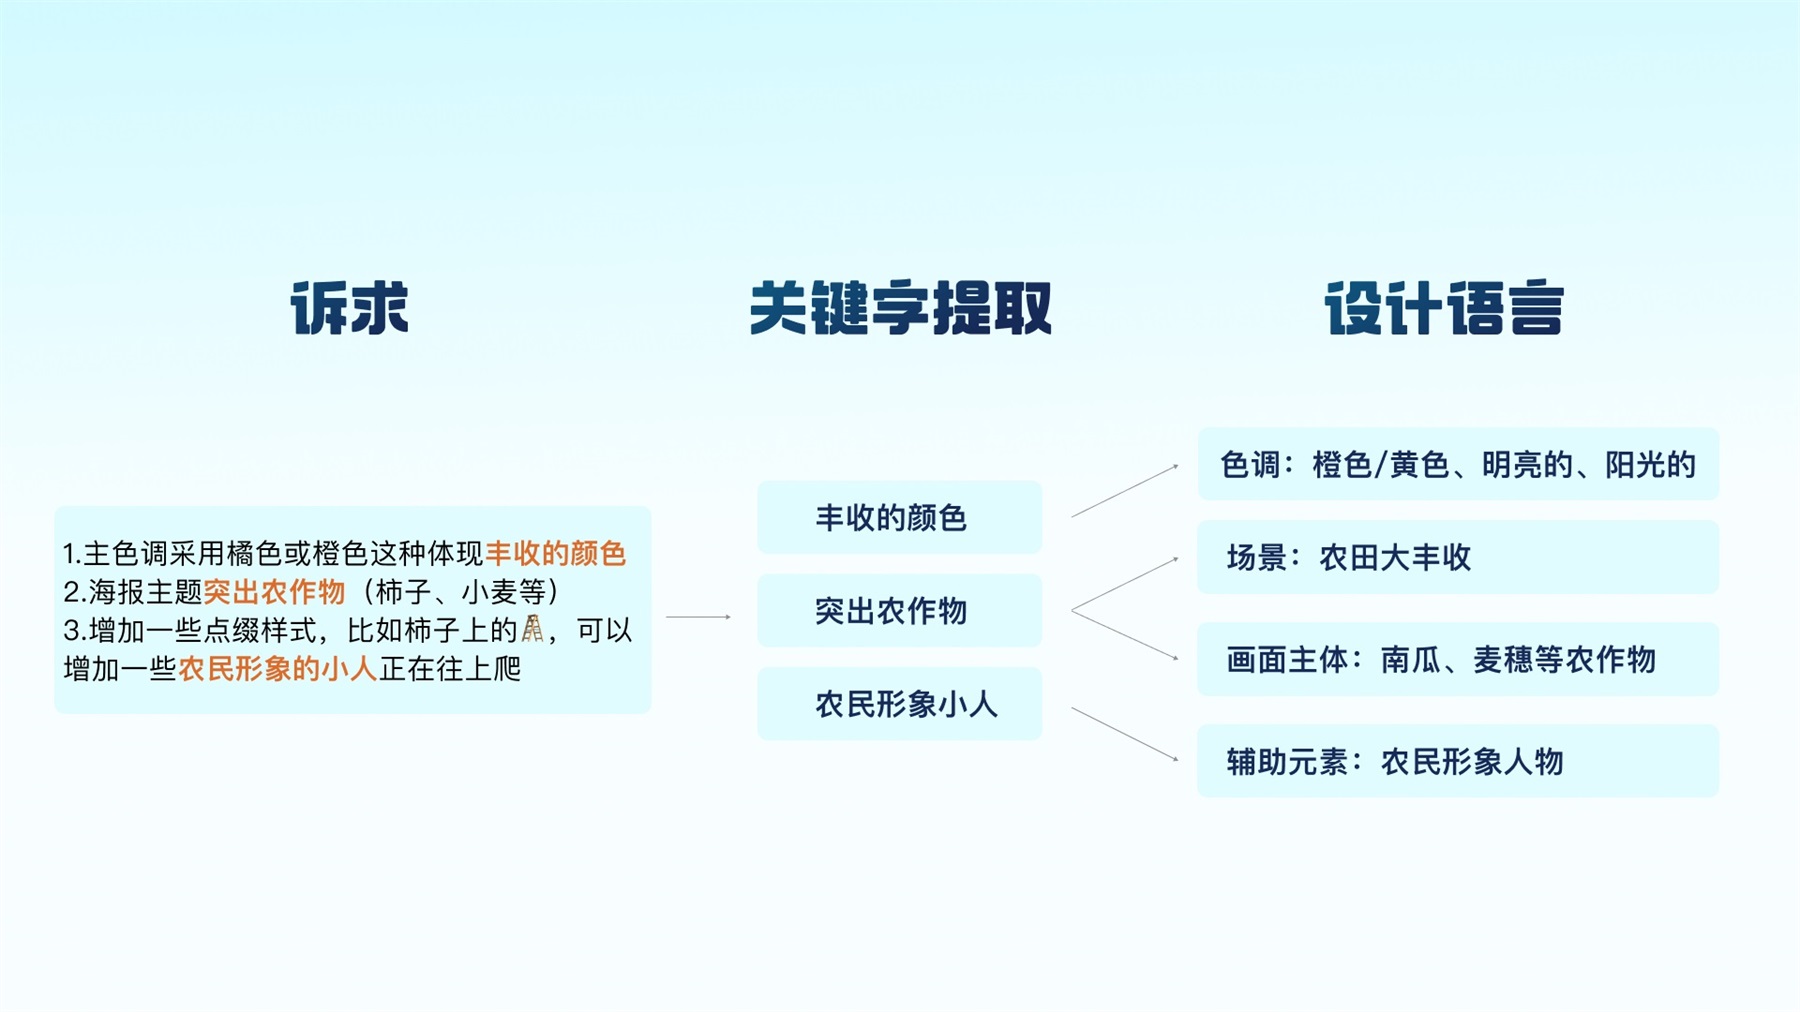 诉求
关键字提取
设计语言
1.主色调采用橘色或橙色这种体现丰收的颜色
2.海报主题突出农作物（柿子、小麦等）
3.增加一些点缀样式，比如柿子上的🪜，可以
增加一些农民形象的小人正在往上爬
丰收的颜色
突出农作物
农民形象小人
色调：橙色/黄色、明亮的、阳光的
场景：农田大丰收
画面主体：南瓜、麦穗等农作物
辅助元素：农民形象人物